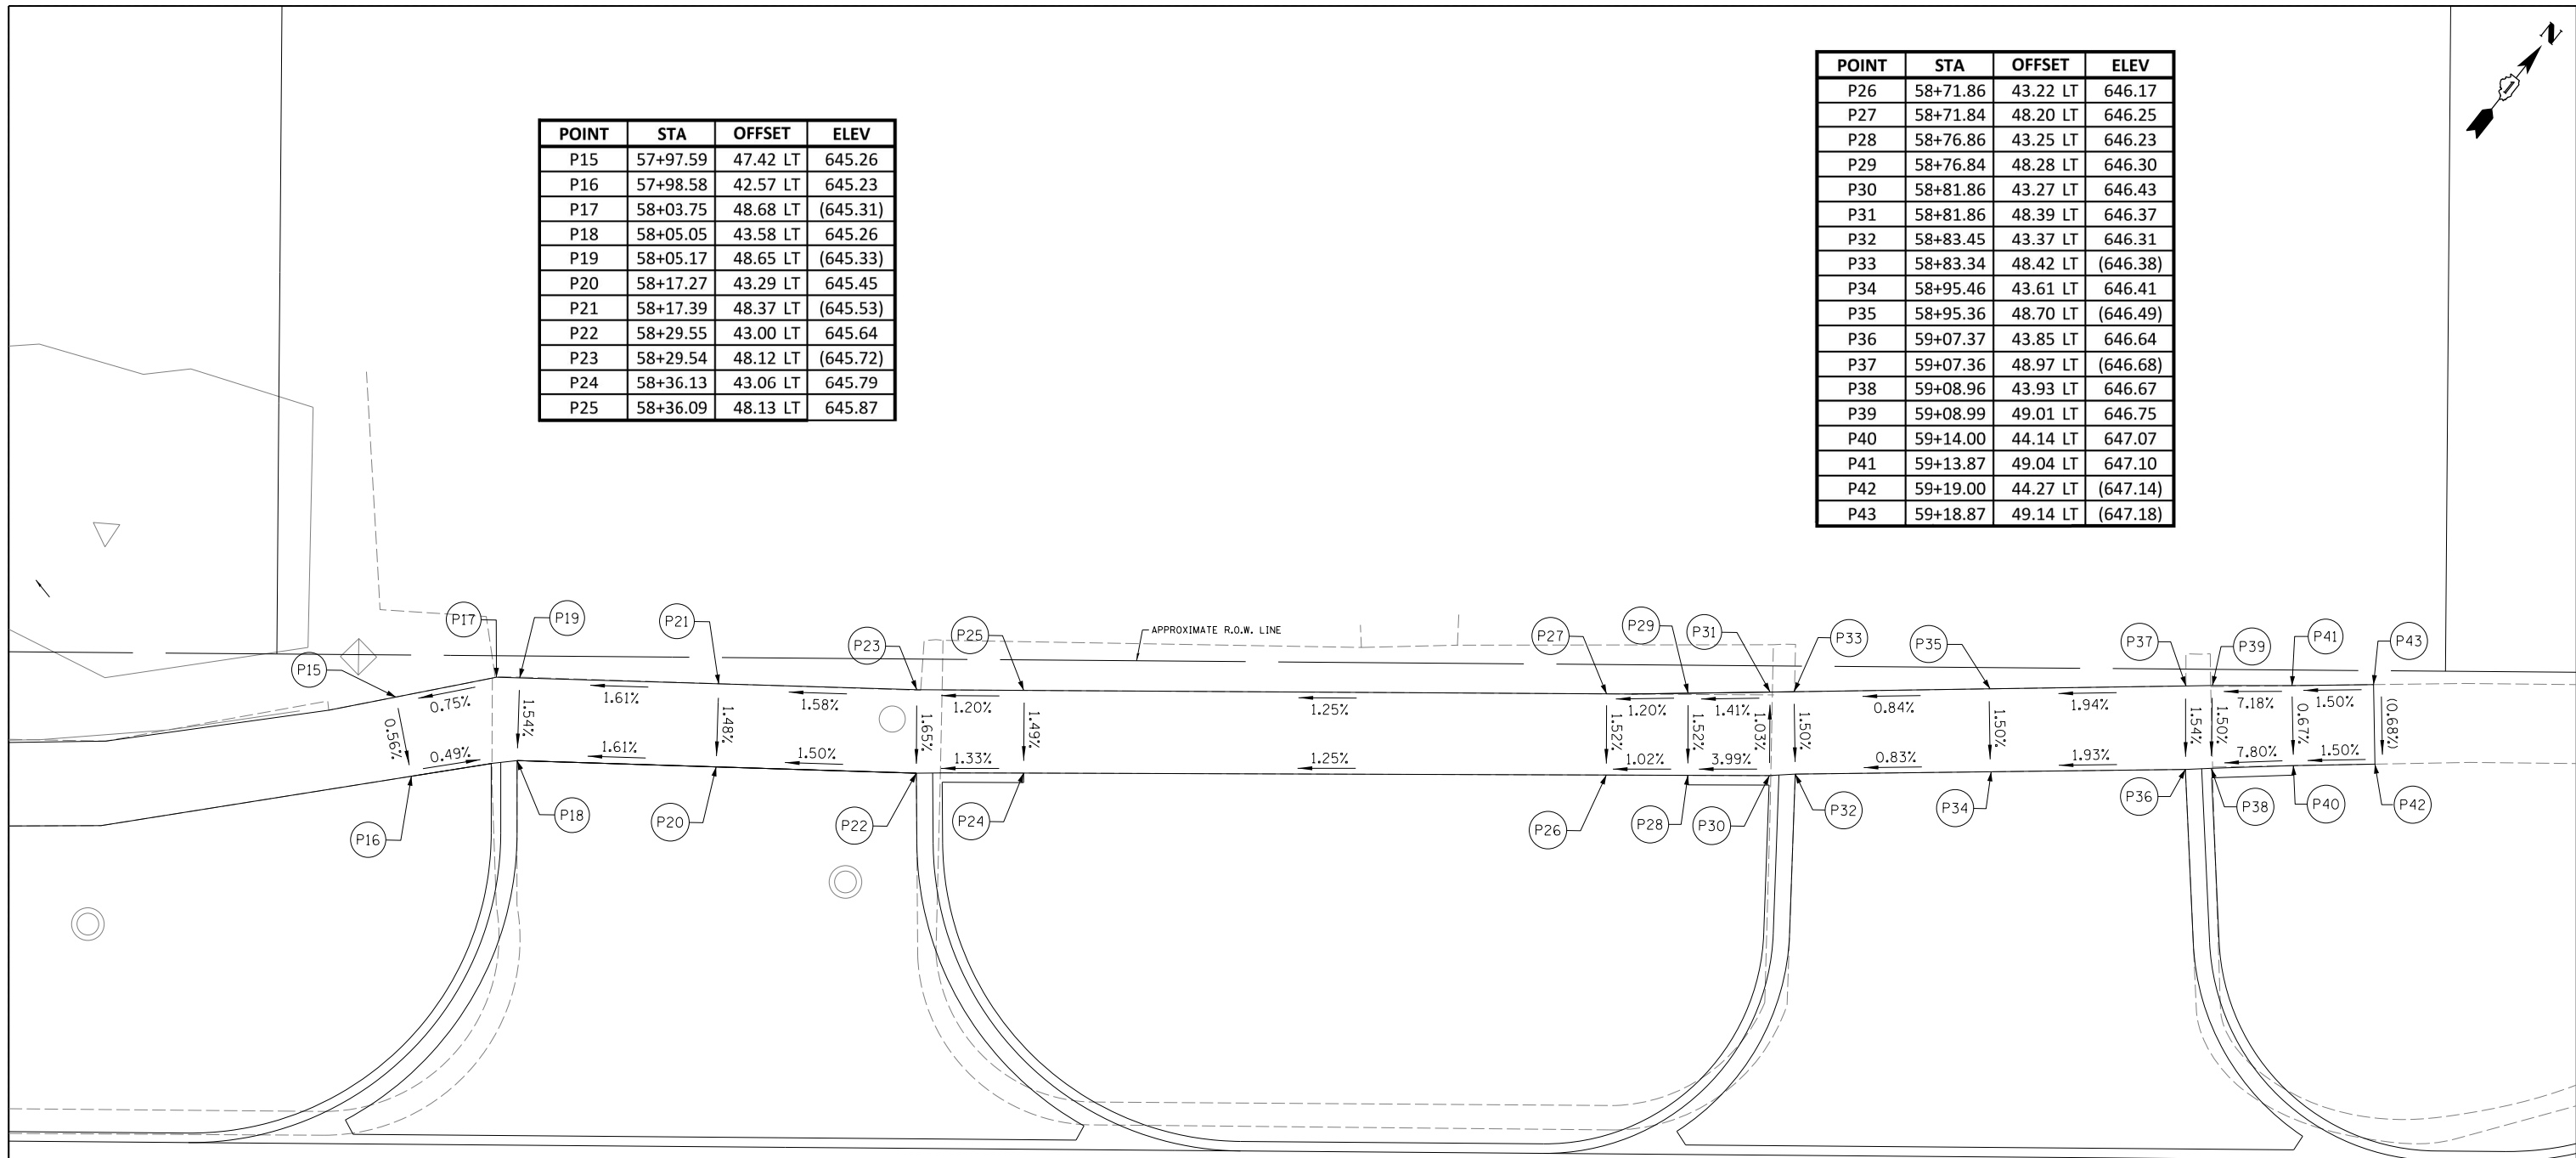 N
POINT STA OFFSET ELEV
P15 57+97.59 47.42 LT 645.26
P16 57+98.58 42.57 LT 645.23
P17 58+03.75 48.68 LT (645.31)
P18 58+05.05 43.58 LT 645.26
P19 58+05.17 48.65 LT (645.33)
P20 58+17.27 43.29 LT 645.45
P21 58+17.39 48.37 LT (645.53)
P22 58+29.55 43.00 LT 645.64
P23 58+29.54 48.12 LT (645.72)
P24 58+36.13 43.06 LT 645.79
P25 58+36.09 48.13 LT 645.87
POINT STA OFFSET ELEV
P26 58+71.86 43.22 LT 646.17
P27 58+71.84 48.20 LT 646.25
P28 58+76.86 43.25 LT 646.23
P29 58+76.84 48.28 LT 646.30
P30 58+81.86 43.27 LT 646.43
P31 58+81.86 48.39 LT 646.37
P32 58+83.45 43.37 LT 646.31
P33 58+83.34 48.42 LT (646.38)
P34 58+95.46 43.61 LT 646.41
P35 58+95.36 48.70 LT (646.49)
P36 59+07.37 43.85 LT 646.64
P37 59+07.36 48.97 LT (646.68)
P38 59+08.96 43.93 LT 646.67
P39 59+08.99 49.01 LT 646.75
P40 59+14.00 44.14 LT 647.07
P41 59+13.87 49.04 LT 647.10
P42 59+19.00 44.27 LT (647.14)
P43 59+18.87 49.14 LT (647.18)
P15 P17 P19 P21 P23 P25
APPROXIMATE R.O.W. LINE
P27 P29 P31 P33 P35 P37 P39 P41 P43
0.75% 1.61% 1.58% 1.20% 1.25% 1.20% 1.41% 0.84% 1.94% 7.18% 1.50%
0.56% 1.54% 1.48% 1.65% 1.49% 1.52% 1.52% 1.03% 1.50% 1.50% 1.54% 1.50% 0.67% (0.68%)
0.49% 1.61% 1.50% 1.33% 1.25% 1.02% 3.99% 0.83% 1.93% 7.80% 1.50%
P16 P18 P20 P22 P24 P26 P28 P30 P32 P34 P36 P38 P40 P42